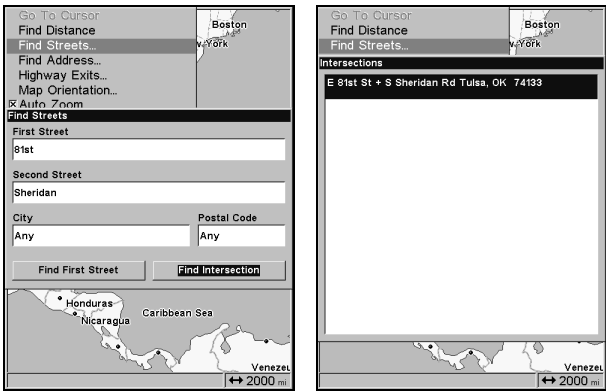 Go To Cursor
Find Distance
Find Streets...
Find Address...
Highway Exits...
Map Orientation...
Auto Zoom
Boston
w York
Find Streets
First Street
81st
Second Street
Sheridan
City
Postal Code
Any
Any
Find First Street
Find Intersection
Honduras
Nicaragua
Caribbean Sea
Venezu
2000 mi
Go To Cursor
Find Distance
Find Streets...
Boston
w York
Intersections
E 81st St + S Sheridan Rd Tulsa, OK 74133
Venezu
2000 mi